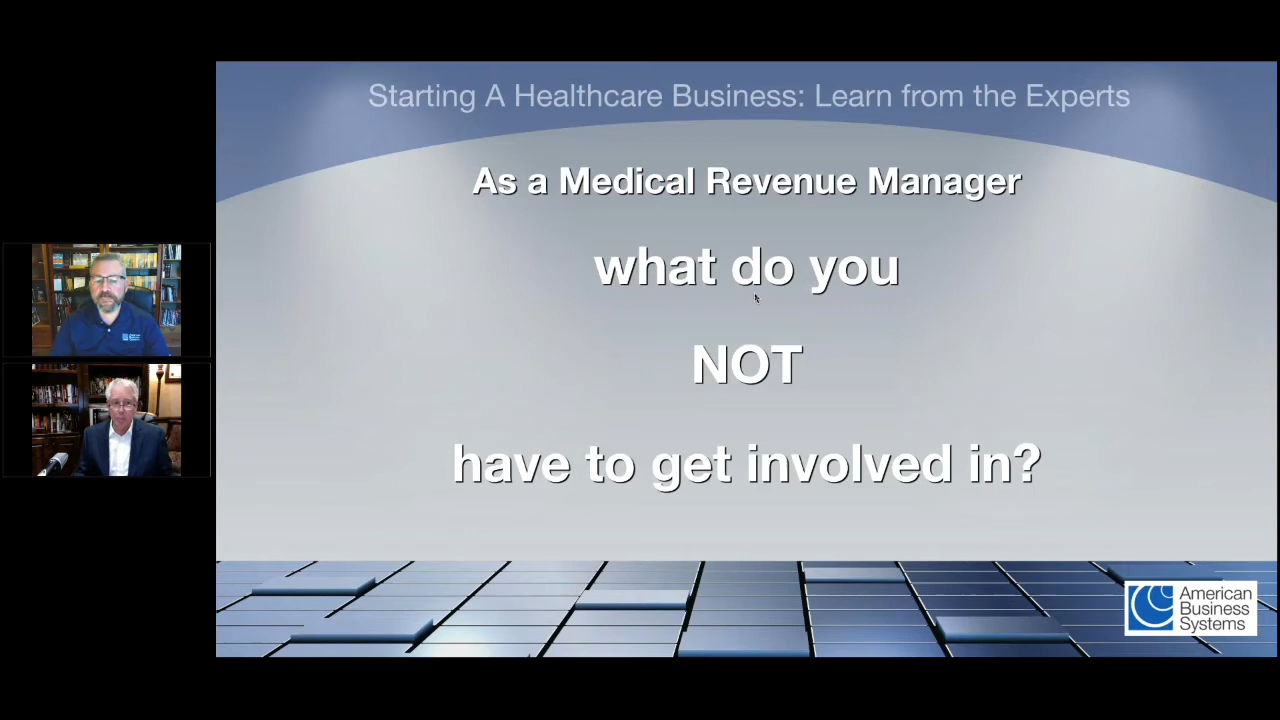 Starting A Healthcare Business: Learn from the Experts
As a Medical Revenue Manager
what do you
NOT
have to get involved in?
American
Business
Systems